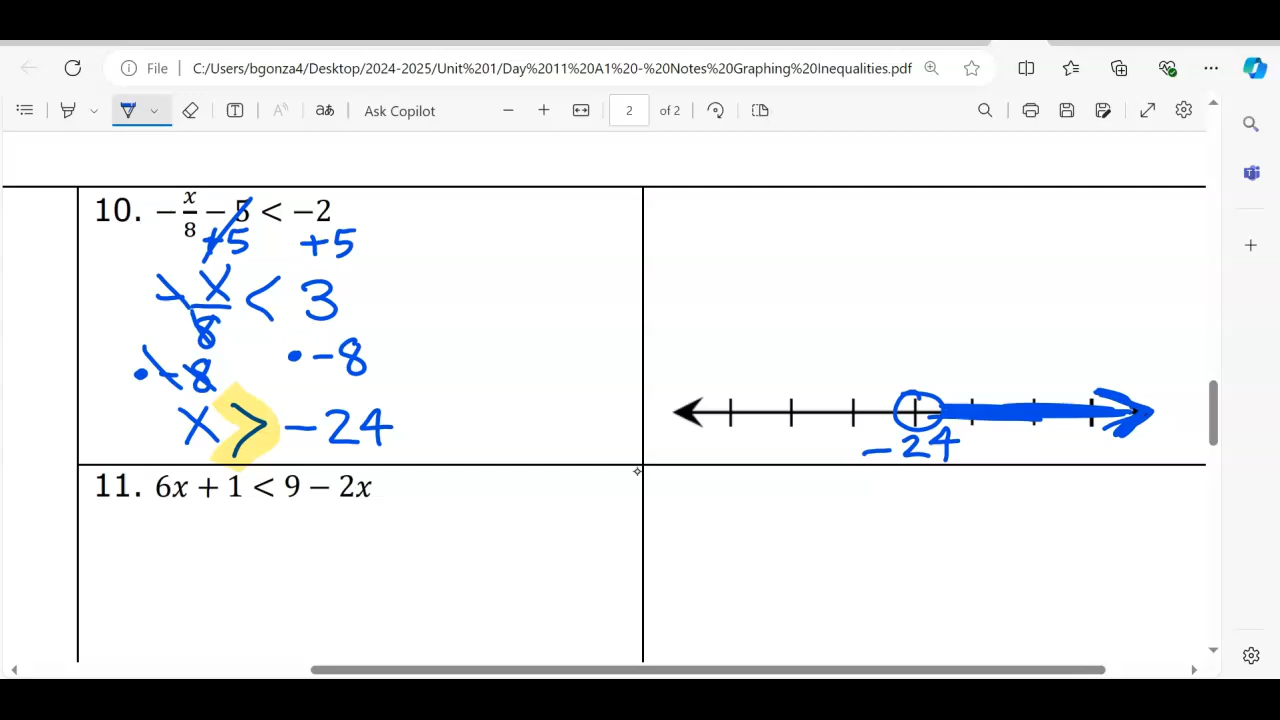 File C:/Users/bgonza4/Desktop/2024-2025/Unit%201/Day%2011%20A1%20-%20Notes%20Graphing%20Inequalities.pdf
aあ Ask Copilot 2 of 2
10. −x/8 − 5 < −2
+5 +5
−x/8 < 3
•−8 •−8
x > −24
−24
11. 6x + 1 < 9 − 2x